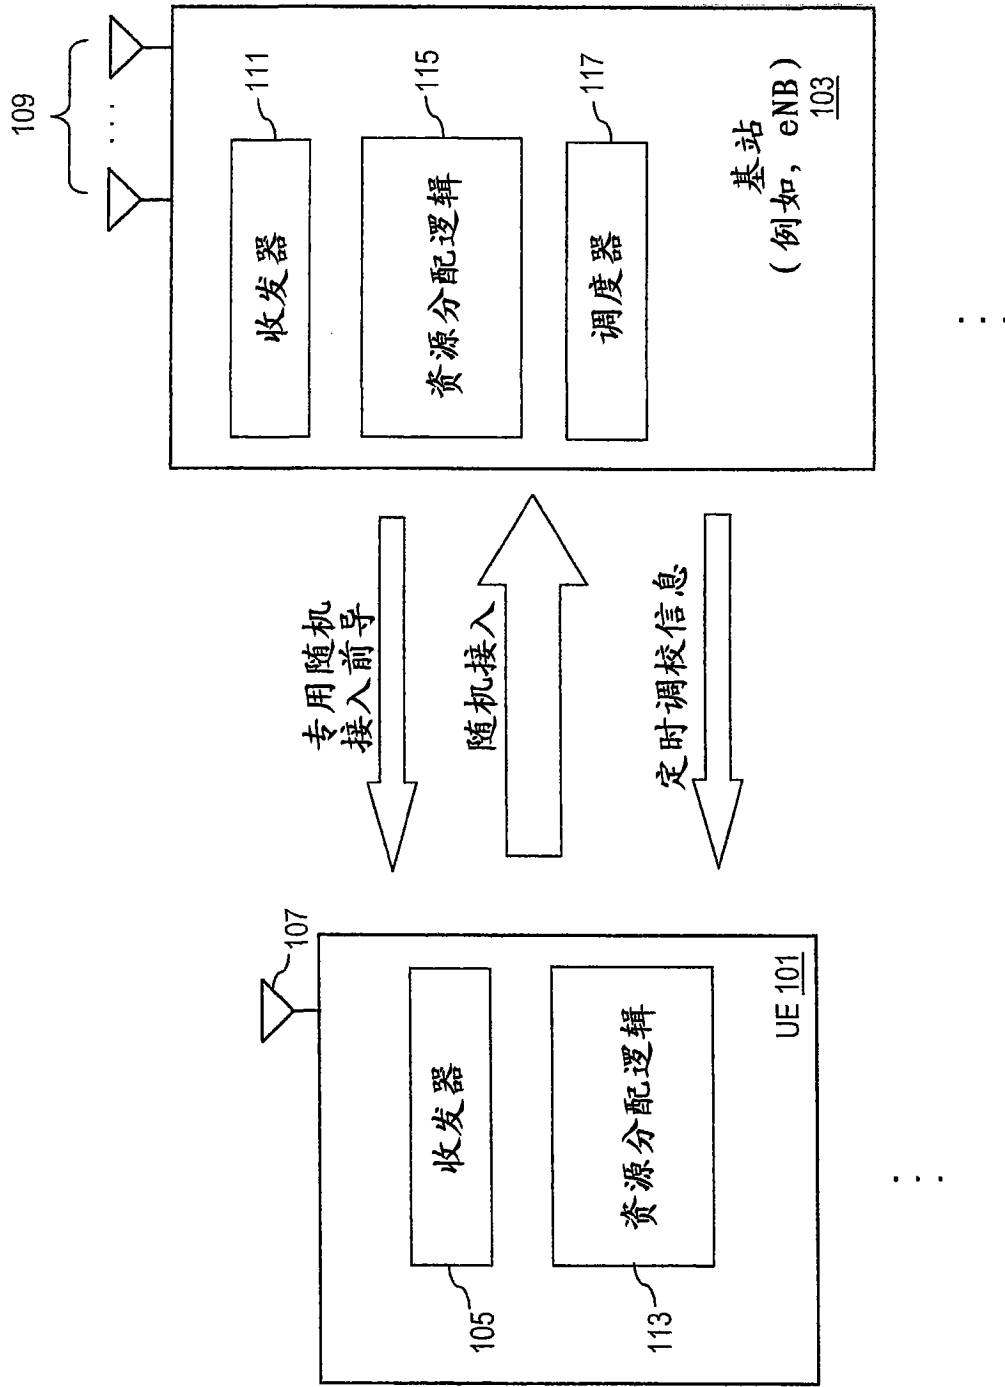 107
收发器
105
资源分配逻辑
113
UE 101
...
专用随机
接入前导
随机接入
定时调校信息
109
...
收发器
111
资源分配逻辑
115
调度器
117
基站
(例如, eNB)
103
...